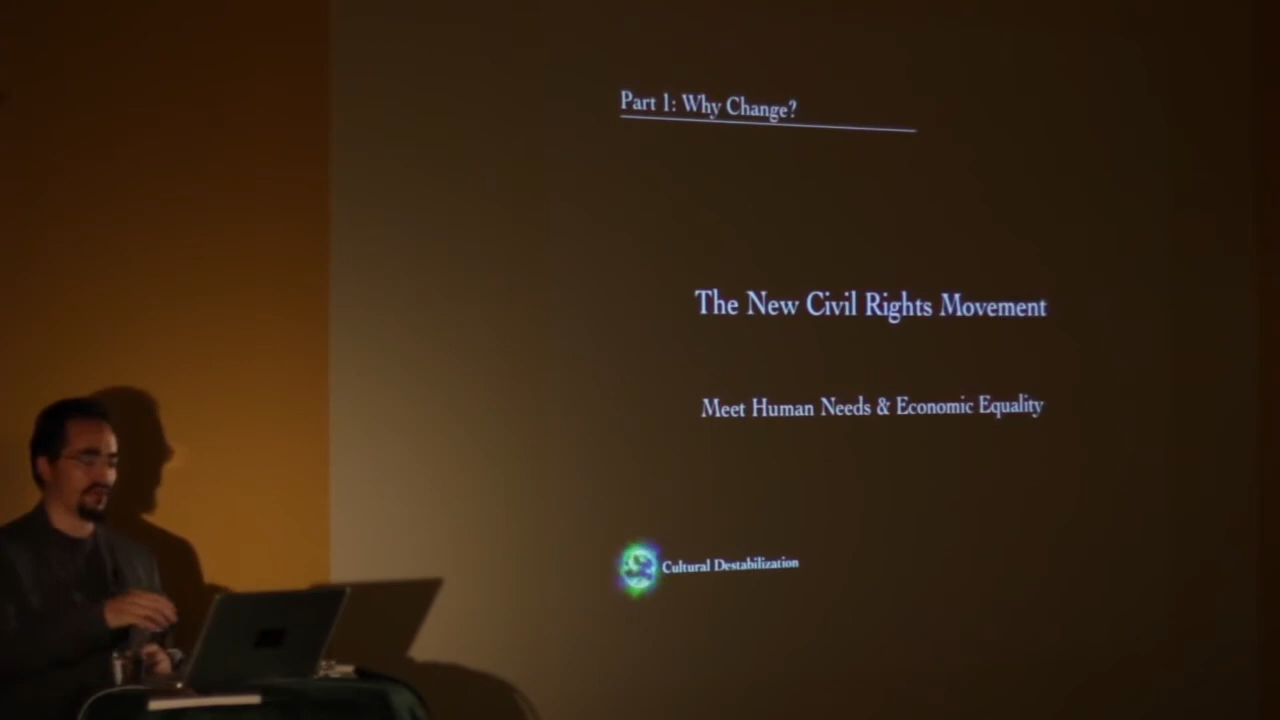 Part 1: Why Change?
The New Civil Rights Movement
Meet Human Needs & Economic Equality
Cultural Destabilization